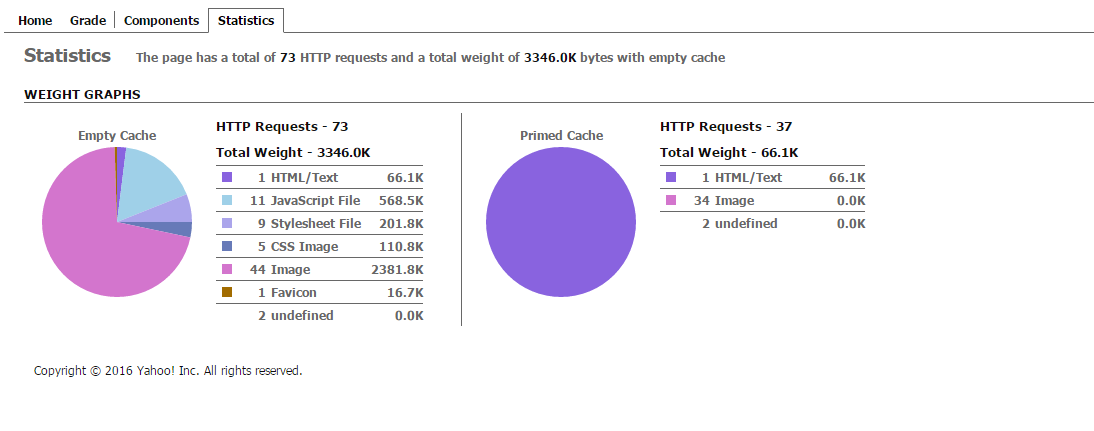 Home Grade Components Statistics
Statistics The page has a total of 73 HTTP requests and a total weight of 3346.0K bytes with empty cache
WEIGHT GRAPHS
Empty Cache
HTTP Requests - 73
Total Weight - 3346.0K
1 HTML/Text 66.1K
11 JavaScript File 568.5K
9 Stylesheet File 201.8K
5 CSS Image 110.8K
44 Image 2381.8K
1 Favicon 16.7K
2 undefined 0.0K
Primed Cache
HTTP Requests - 37
Total Weight - 66.1K
1 HTML/Text 66.1K
34 Image 0.0K
2 undefined 0.0K
Copyright © 2016 Yahoo! Inc. All rights reserved.